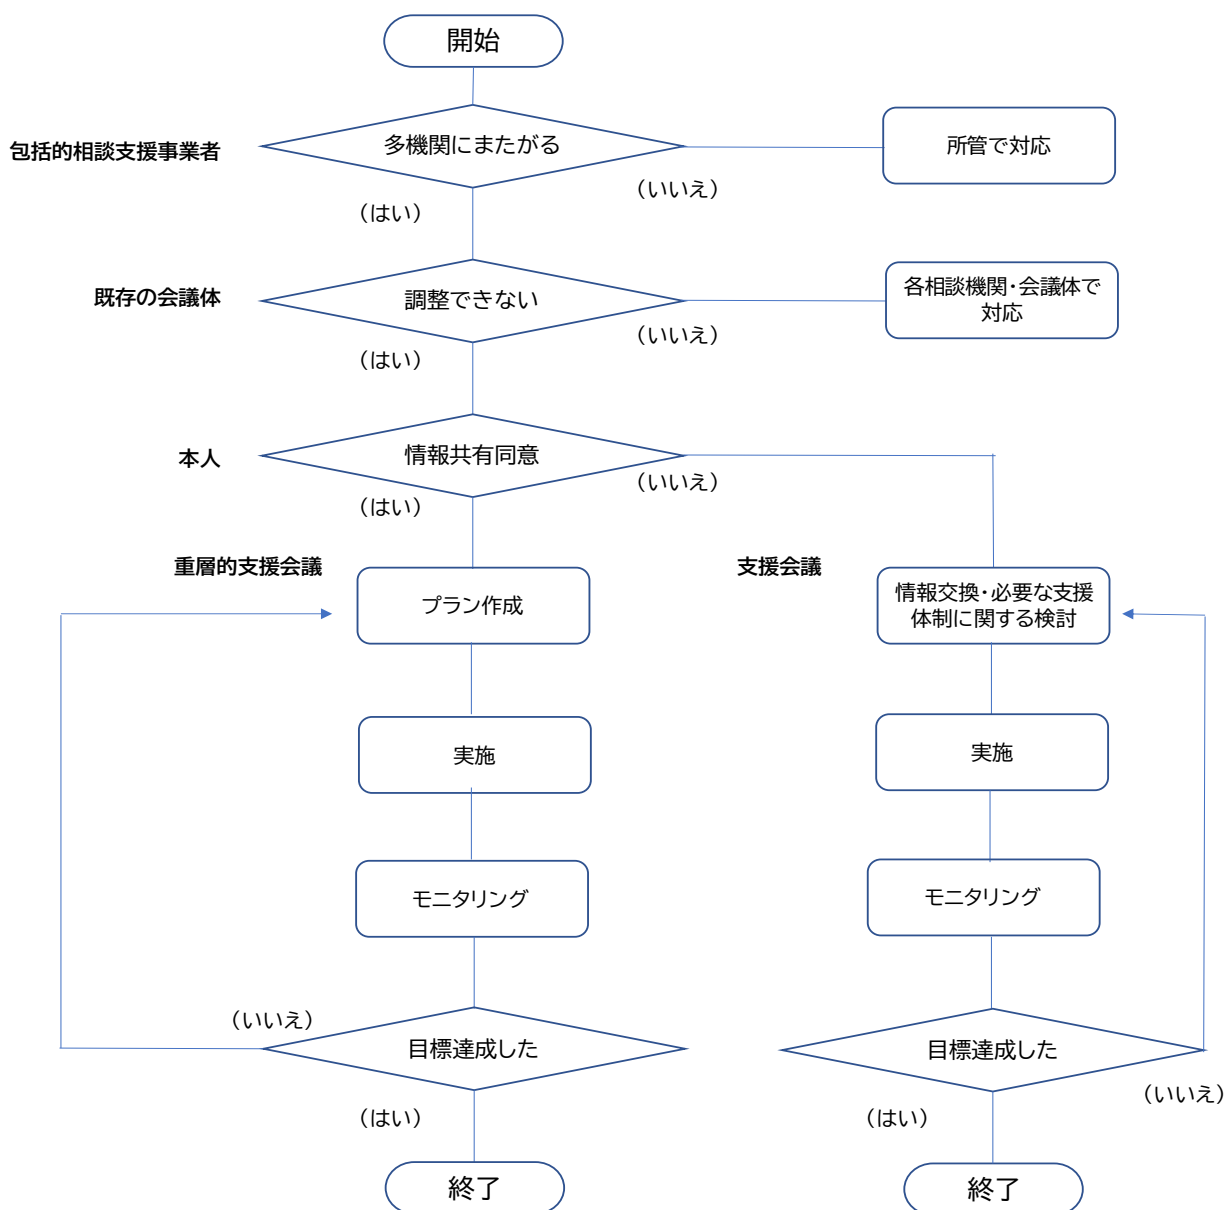 開始
包括的相談支援事業者
多機関にまたがる
所管で対応
（はい）
（いいえ）
既存の会議体
調整できない
各相談機関・会議体で
対応
（はい）
（いいえ）
本人
情報共有同意
（はい）
（いいえ）
重層的支援会議
プラン作成
支援会議
情報交換・必要な支援
体制に関する検討
実施
実施
モニタリング
モニタリング
（いいえ）
目標達成した
目標達成した
（いいえ）
（はい）
（はい）
終了
終了